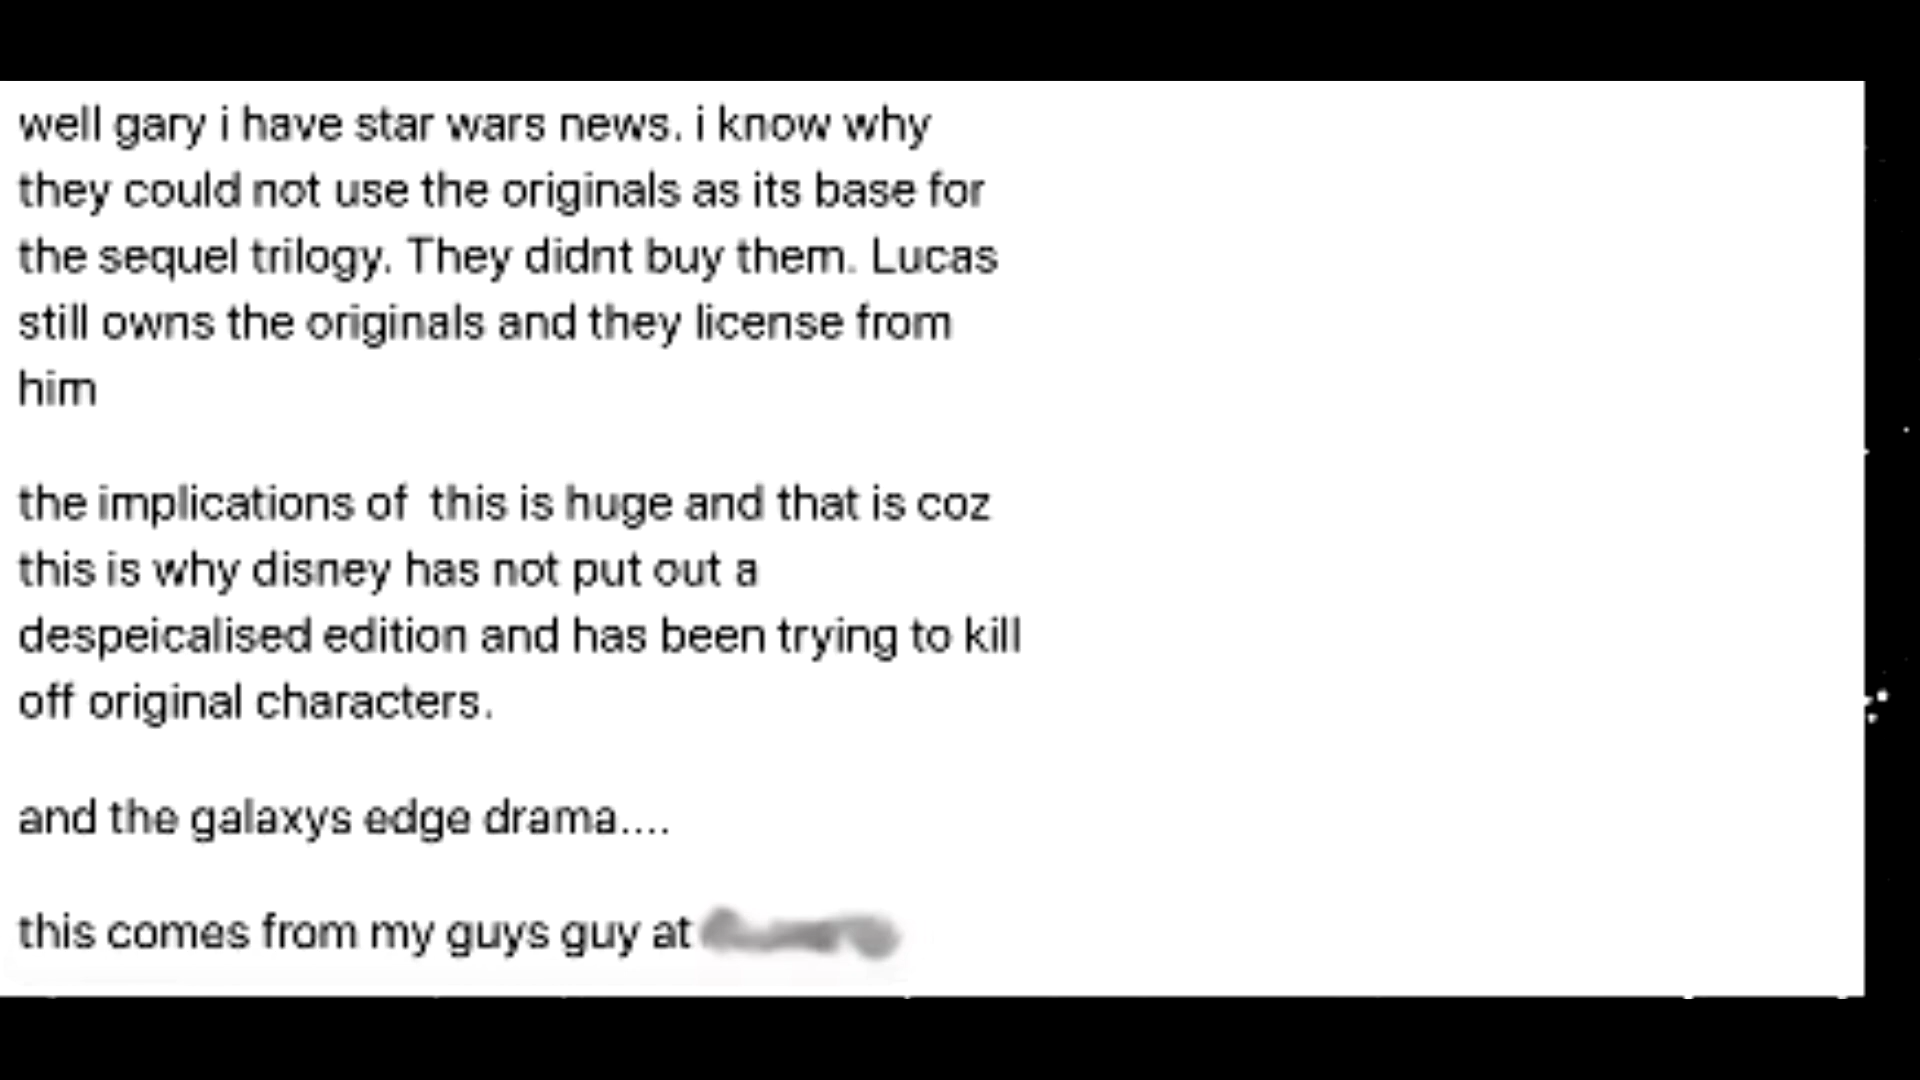 well gary i have star wars news. i know why
they could not use the originals as its base for
the sequel trilogy. They didnt buy them. Lucas
still owns the originals and they license from
him
the implications of  this is huge and that is coz
this is why disney has not put out a
despeicalised edition and has been trying to kill
off original characters.
and the galaxys edge drama....
this comes from my guys guy at